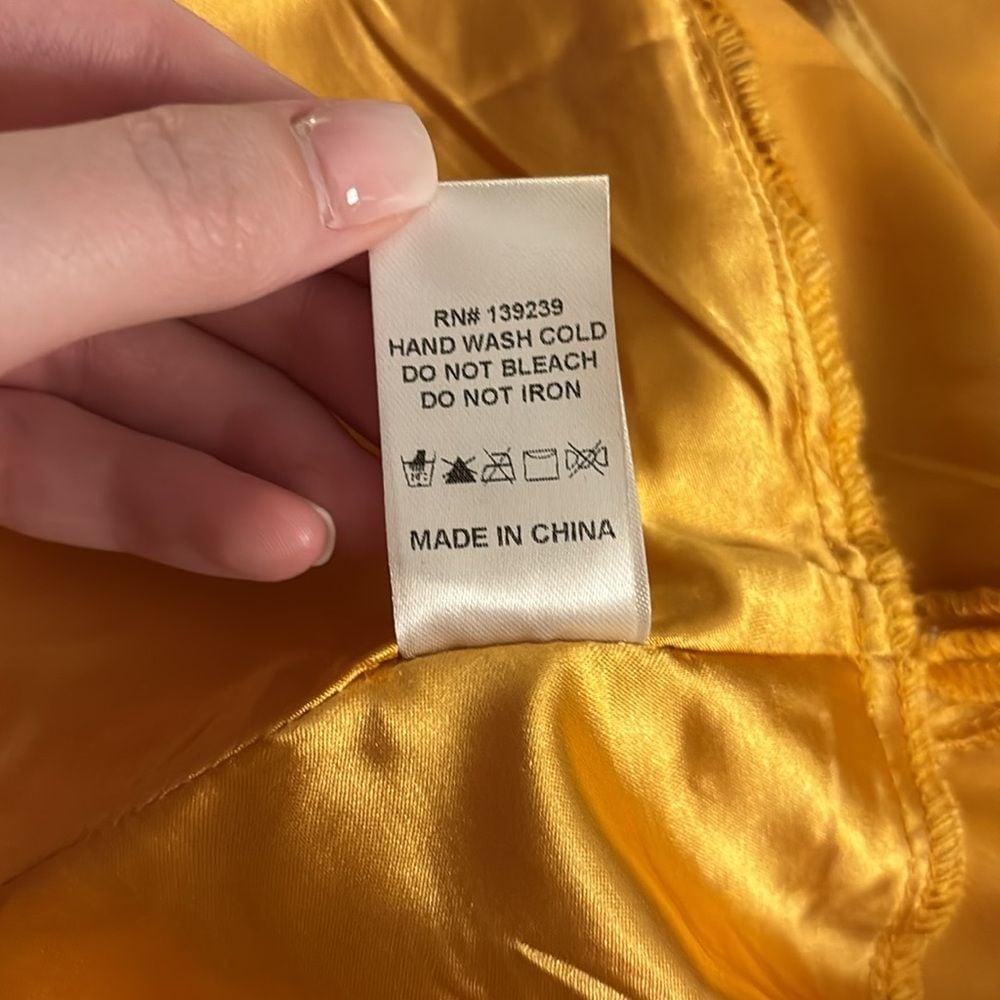 RN# 139239
HAND WASH COLD
DO NOT BLEACH
DO NOT IRON
MADE IN CHINA